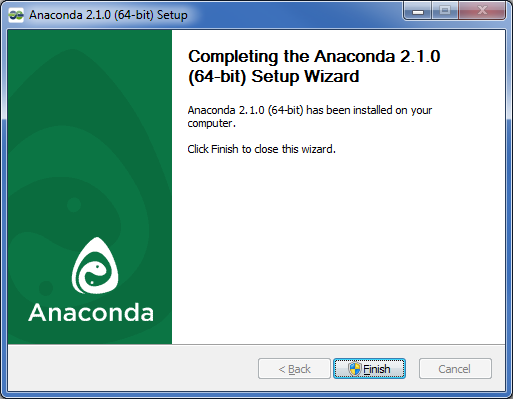 Anaconda 2.1.0 (64-bit) Setup
Completing the Anaconda 2.1.0
(64-bit) Setup Wizard
Anaconda 2.1.0 (64-bit) has been installed on your
computer.
Click Finish to close this wizard.
Anaconda
< Back
Finish
Cancel